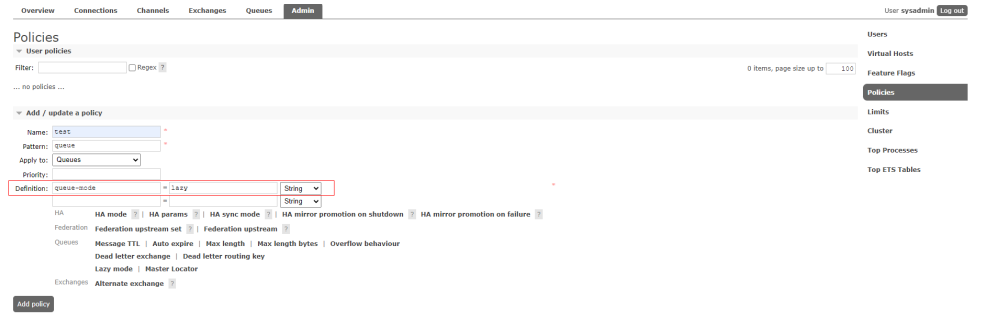 Overview Connections Channels Exchanges Queues Admin User sysadmin Log out
Policies
User policies
Filter: Regex ? 0 items, page size up to 100
... no policies ...
Add / update a policy
Name: test *
Pattern: queue *
Apply to: Queues
Priority:
Definition: queue-mode = lazy String *
= String
HA HA mode ? | HA params ? | HA sync mode ? | HA mirror promotion on shutdown ? HA mirror promotion on failure ?
Federation Federation upstream set ? | Federation upstream ?
Queues Message TTL | Auto expire | Max length | Max length bytes | Overflow behaviour
Dead letter exchange | Dead letter routing key
Lazy mode | Master Locator
Exchanges Alternate exchange ?
Add policy
Users
Virtual Hosts
Feature Flags
Policies
Limits
Cluster
Top Processes
Top ETS Tables